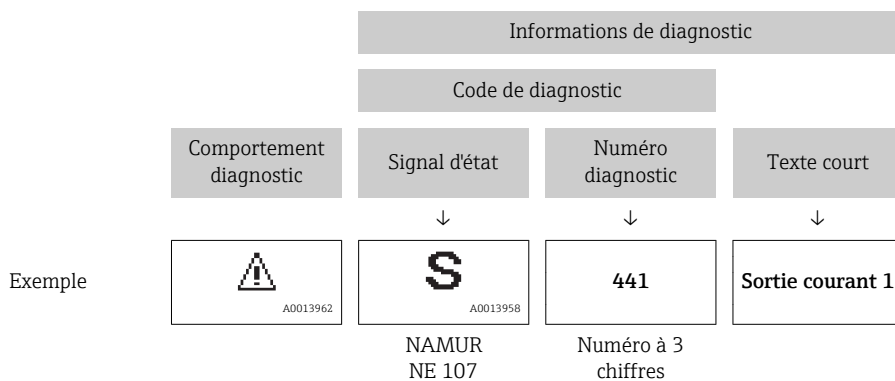 Informations de diagnostic
Code de diagnostic
Comportement
diagnostic
Signal d'état
Numéro
diagnostic
Texte court
↓ ↓ ↓
Exemple
A0013962
S
A0013958
441
Sortie courant 1
NAMUR
NE 107
Numéro à 3
chiffres